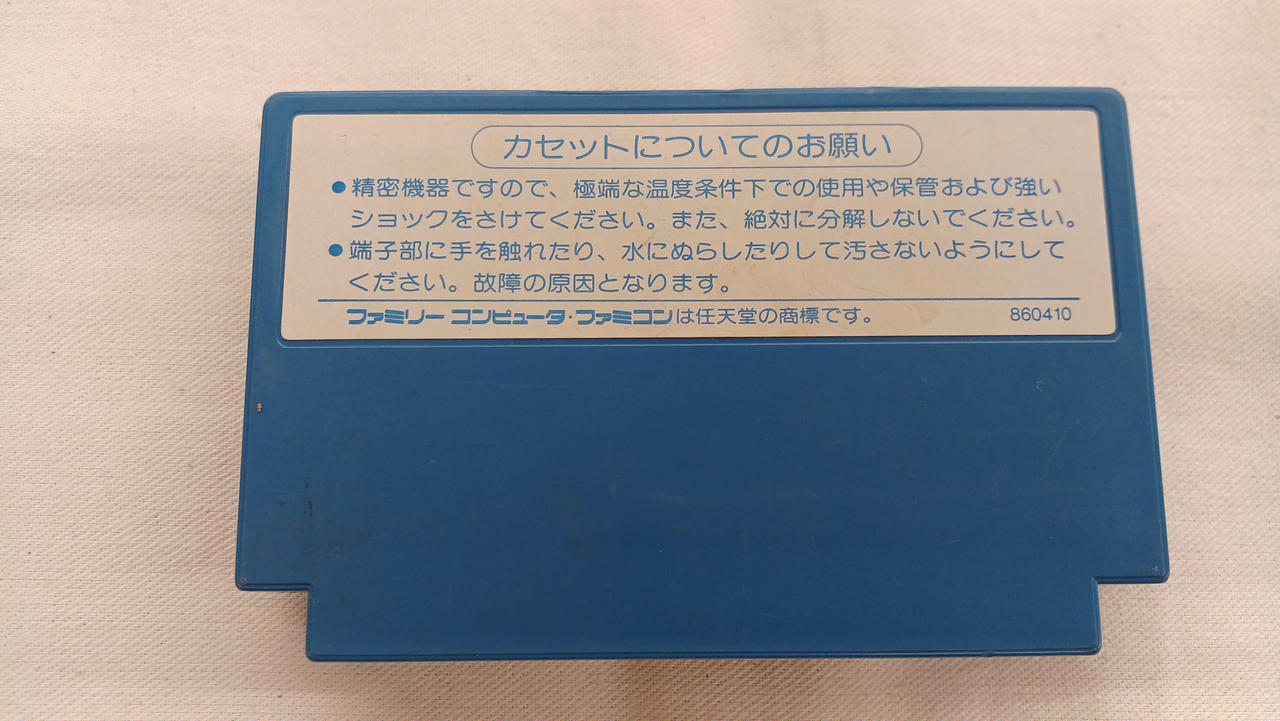 カセットについてのお願い
●精密機器ですので、極端な温度条件下での使用や保管および強い
ショックをさけてください。また、絶対に分解しないでください。
●端子部に手を触れたり、水にぬらしたりして汚さないようにして
ください。故障の原因となります。
ファミリー コンピュータ・ファミコンは任天堂の商標です。 860410